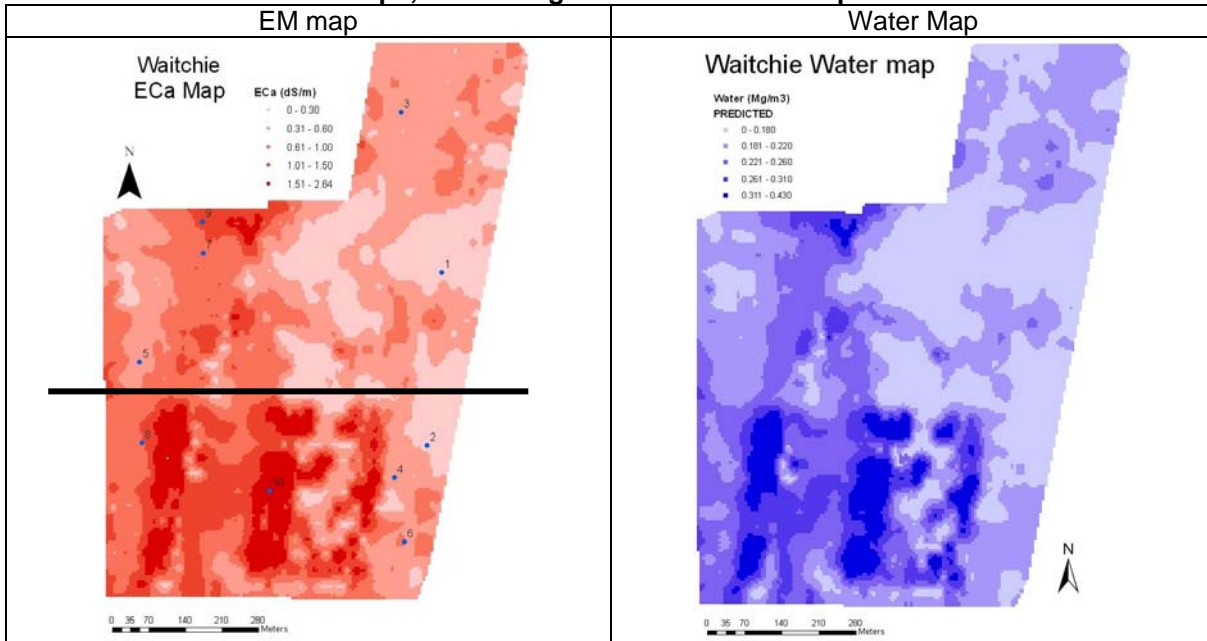 EM map
Water Map
Waitchie
ECa Map
ECa (dS/m)
0 - 0.30
0.31 - 0.60
0.61 - 1.00
1.01 - 1.50
1.51 - 2.64
N
3
9
7
1
5
8
2
4
10
6
0 35 70 140 210 280
Meters
Waitchie Water map
Water (Mg/m3)
PREDICTED
0 - 0.180
0.181 - 0.220
0.221 - 0.260
0.261 - 0.310
0.311 - 0.430
N
0 35 70 140 210 280
Meters